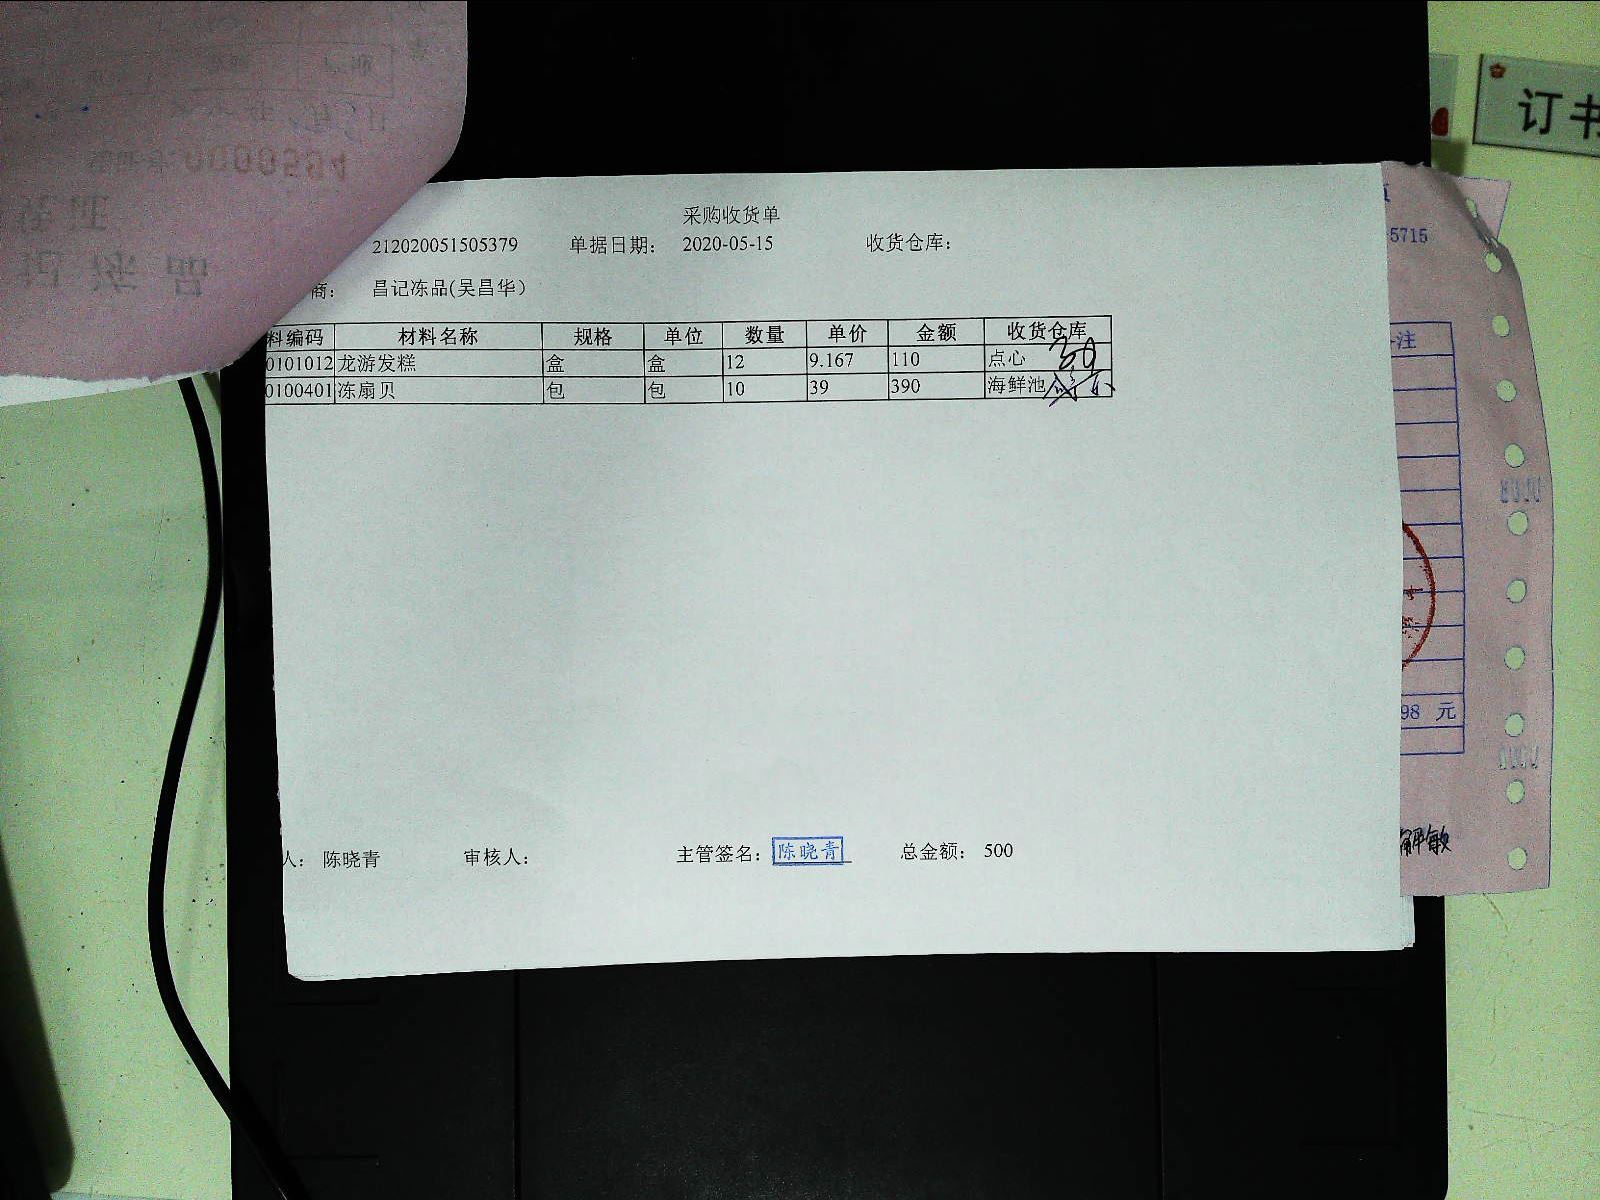 订书
采购收货单
212020051505379 单据日期： 2020-05-15 收货仓库：
5715
商： 昌记冻品(吴昌华)
料编码 材料名称 规格 单位 数量 单价 金额 收货仓库
0101012 龙游发糕 盒 盒 12 9.167 110 点心
0100401 冻扇贝 包 包 10 39 390 海鲜池
注
98 元
人： 陈晓青 审核人： 主管签名： 陈晓青 总金额： 500